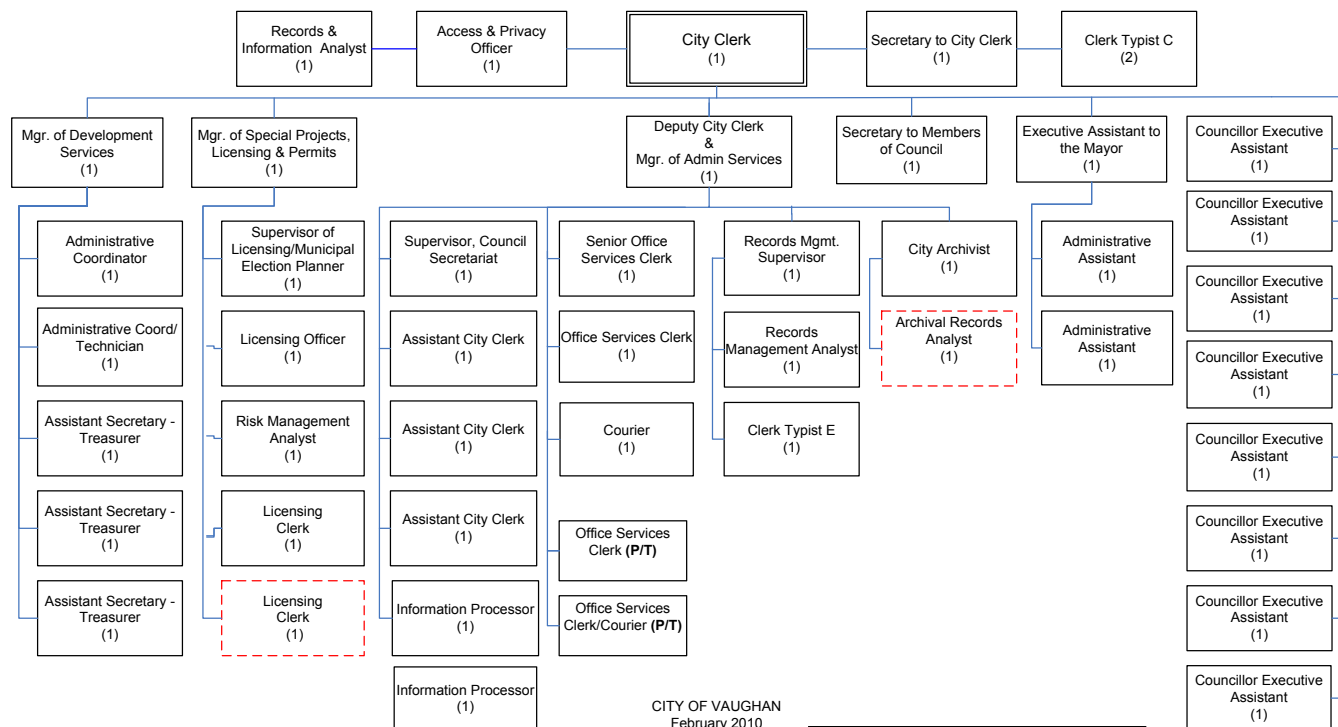 Records &
Information Analyst
(1)
Access & Privacy
Officer
(1)
City Clerk
(1)
Secretary to City Clerk
(1)
Clerk Typist C
(2)
Mgr. of Development
Services
(1)
Mgr. of Special Projects,
Licensing & Permits
(1)
Deputy City Clerk
&
Mgr. of Admin Services
(1)
Secretary to Members
of Council
(1)
Executive Assistant to
the Mayor
(1)
Councillor Executive
Assistant
(1)
Councillor Executive
Assistant
(1)
Councillor Executive
Assistant
(1)
Councillor Executive
Assistant
(1)
Councillor Executive
Assistant
(1)
Councillor Executive
Assistant
(1)
Councillor Executive
Assistant
(1)
Councillor Executive
Assistant
(1)
Administrative
Coordinator
(1)
Administrative Coord/
Technician
(1)
Assistant Secretary -
Treasurer
(1)
Assistant Secretary -
Treasurer
(1)
Assistant Secretary -
Treasurer
(1)
Supervisor of
Licensing/Municipal
Election Planner
(1)
Licensing Officer
(1)
Risk Management
Analyst
(1)
Licensing
Clerk
(1)
Licensing
Clerk
(1)
Supervisor, Council
Secretariat
(1)
Assistant City Clerk
(1)
Assistant City Clerk
(1)
Assistant City Clerk
(1)
Information Processor
(1)
Information Processor
(1)
Senior Office
Services Clerk
(1)
Office Services Clerk
(1)
Courier
(1)
Office Services
Clerk (P/T)
Office Services
Clerk/Courier (P/T)
Records Mgmt.
Supervisor
(1)
Records
Management Analyst
(1)
Clerk Typist E
(1)
City Archivist
(1)
Archival Records
Analyst
(1)
Administrative
Assistant
(1)
Administrative
Assistant
(1)
CITY OF VAUGHAN
February 2010